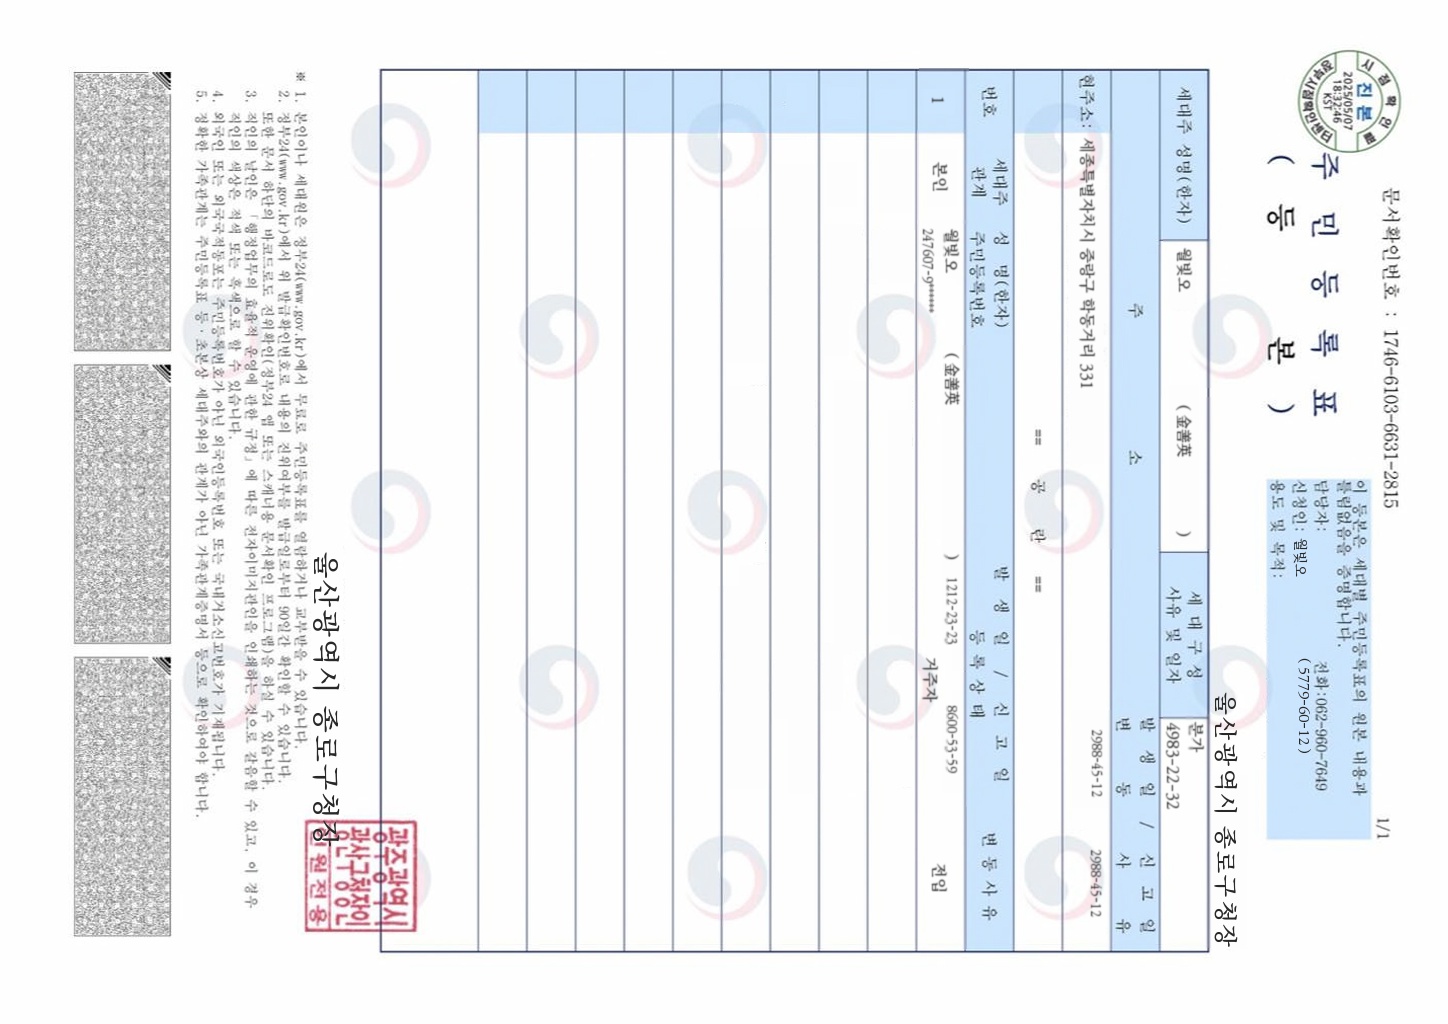 문서확인번호 : 1746-6103-6631-2815
1/1
시점확인필
진본
2025/05/07
18:32:46
KST
정부시점확인센터
주 민 등 록 표
( 등 본 )
이 등본은 세대별 주민등록표의 원본 내용과
틀림없음을 증명합니다.
담당자: 전화:062-960-7649
신청인: 월빛오 (5779-60-12)
용도 및 목적:
울산광역시 종로구청장
세대주 성명(한자) 월빛오 (金善英 ) 세 대 구 성
사유 및 일자 분가
4983-22-32
주 소 발 생 일 / 신 고 일
변 동 사 유
현주소: 세종특별자치시 중랑구 학동거리 331 2988-45-12 2988-45-12
== 공 란 ==
번호 세대주
관계 성 명(한자)
주민등록번호 발 생 일 / 신 고 일
등 록 상 태 변 동 사 유
1 본인 월빛오 (金善英 ) 1212-23-23 8600-53-59 전입
247607-9****** 거주자
울산광역시 종로구청장
광주광역시
광산구청장인
민원전용
※ 1. 본인이나 세대원은 정부24(www.gov.kr)에서 무료로 주민등록표를 열람하거나 교부받을 수 있습니다.
2. 정부24(www.gov.kr)에서 위 발급확인번호로 내용의 진위여부를 발급일로부터 90일간 확인할 수 있습니다.
또한 문서 하단의 바코드로도 진위확인(정부24 앱 또는 스캐너용 문서확인 프로그램)을 하실 수 있습니다.
3. 직인의 날인은 「행정업무의 효율적 운영에 관한 규정」에 따른 전자이미지관인을 인쇄하는 것으로 갈음할 수 있고, 이 경우
직인의 색상은 적색 또는 흑색으로 할 수 있습니다.
4. 외국인 또는 외국국적동포는 주민등록번호가 아닌 외국인등록번호 또는 국내거소신고번호가 기재됩니다.
5. 정확한 가족관계는 주민등록표 등·초본상 세대주와의 관계가 아닌 가족관계증명서 등으로 확인하여야 합니다.